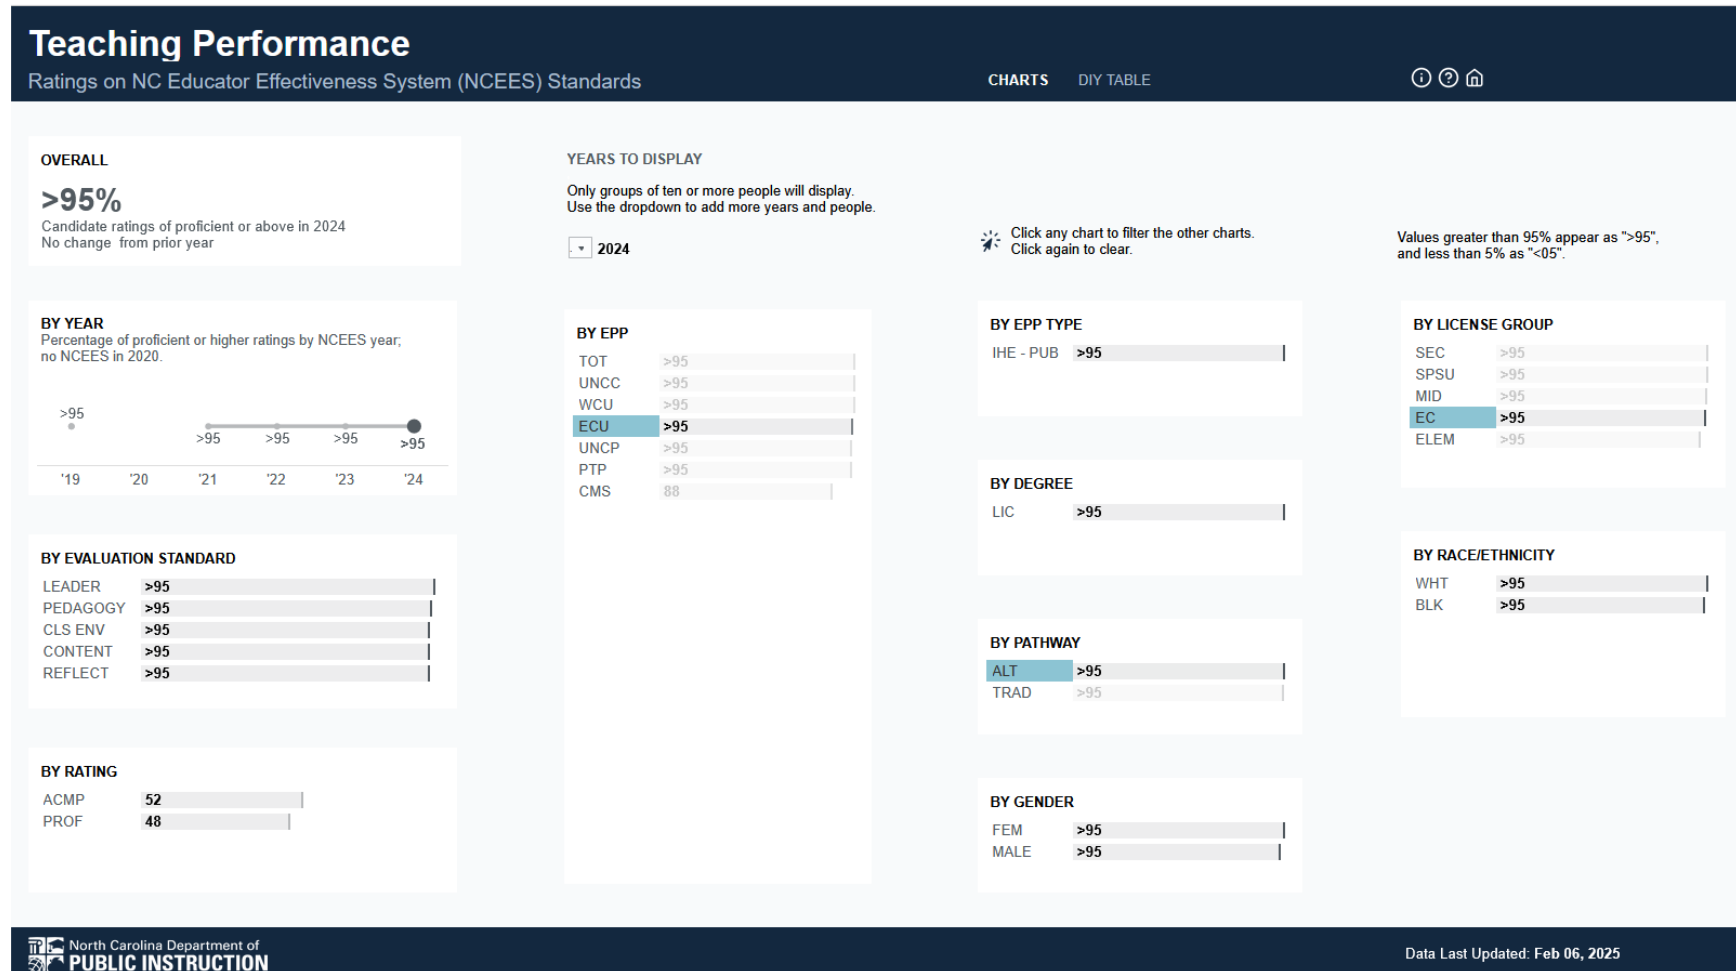 Teaching Performance
Ratings on NC Educator Effectiveness System (NCEES) Standards
CHARTS DIY TABLE
OVERALL
>95%
Candidate ratings of proficient or above in 2024
No change from prior year
YEARS TO DISPLAY
Only groups of ten or more people will display.
Use the dropdown to add more years and people.
2024
Click any chart to filter the other charts.
Click again to clear.
Values greater than 95% appear as ">95",
and less than 5% as "<05".
BY YEAR
Percentage of proficient or higher ratings by NCEES year;
no NCEES in 2020.
>95
>95 >95 >95 >95
'19 '20 '21 '22 '23 '24
BY EVALUATION STANDARD
LEADER >95
PEDAGOGY >95
CLS ENV >95
CONTENT >95
REFLECT >95
BY RATING
ACMP 52
PROF 48
BY EPP
TOT >95
UNCC >95
WCU >95
ECU >95
UNCP >95
PTP >95
CMS 88
BY EPP TYPE
IHE - PUB >95
BY DEGREE
LIC >95
BY PATHWAY
ALT >95
TRAD >95
BY GENDER
FEM >95
MALE >95
BY LICENSE GROUP
SEC >95
SPSU >95
MID >95
EC >95
ELEM >95
BY RACE/ETHNICITY
WHT >95
BLK >95
North Carolina Department of
PUBLIC INSTRUCTION
Data Last Updated: Feb 06, 2025